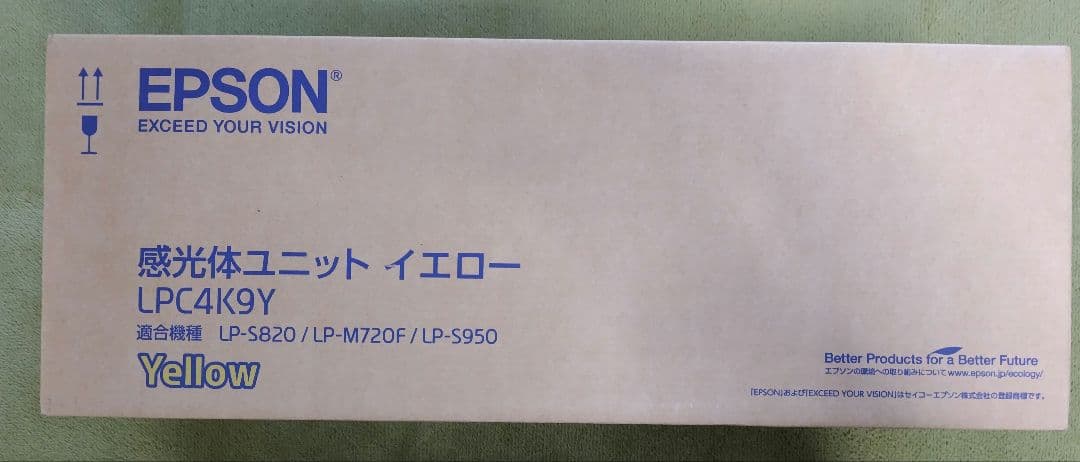 EPSON®
EXCEED YOUR VISION
感光体ユニット イエロー
LPC4K9Y
適合機種 LP-S820 / LP-M720F / LP-S950
Yellow
Better Products for a Better Future
エプソンの環境への取り組みについて www.epson.jp/ecology/
「EPSON」および「EXCEED YOUR VISION」はセイコーエプソン株式会社の登録商標です。